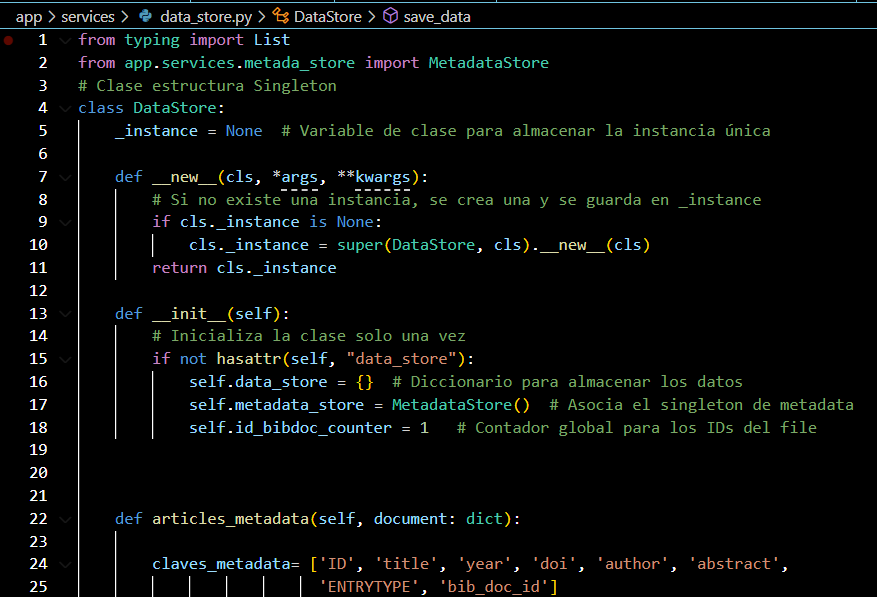 app > services > data_store.py > DataStore > save_data
1 from typing import List
2 from app.services.metada_store import MetadataStore
3 # Clase estructura Singleton
4 class DataStore:
5     _instance = None  # Variable de clase para almacenar la instancia única
6
7     def __new__(cls, *args, **kwargs):
8         # Si no existe una instancia, se crea una y se guarda en _instance
9         if cls._instance is None:
10             cls._instance = super(DataStore, cls).__new__(cls)
11         return cls._instance
12
13     def __init__(self):
14         # Inicializa la clase solo una vez
15         if not hasattr(self, "data_store"):
16             self.data_store = {}  # Diccionario para almacenar los datos
17             self.metadata_store = MetadataStore()  # Asocia el singleton de metadata
18             self.id_bibdoc_counter = 1   # Contador global para los IDs del file
19
20
21
22     def articles_metadata(self, document: dict):
23
24         claves_metadata= ['ID', 'title', 'year', 'doi', 'author', 'abstract',
25                           'ENTRYTYPE', 'bib_doc_id']